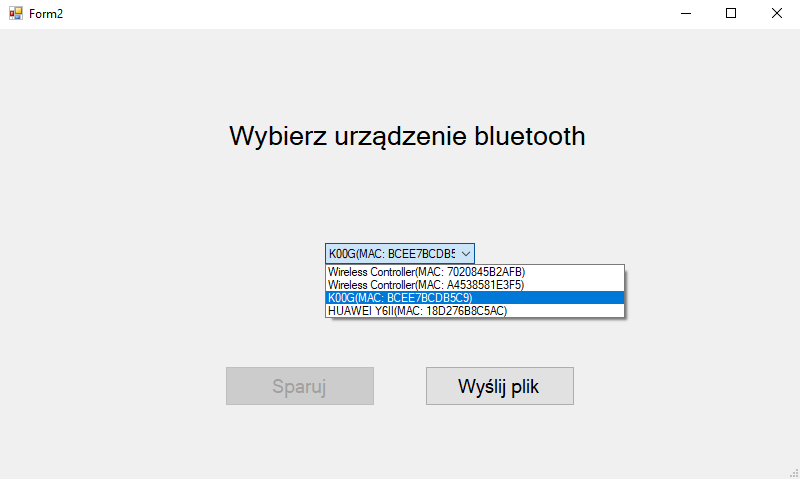 Form2
Wybierz urządzenie bluetooth
K00G(MAC: BCEE7BCDB5
Wireless Controller(MAC: 7020845B2AFB)
Wireless Controller(MAC: A4538581E3F5)
K00G(MAC: BCEE7BCDB5C9)
HUAWEI Y6II(MAC: 18D276B8C5AC)
Sparuj
Wyślij plik